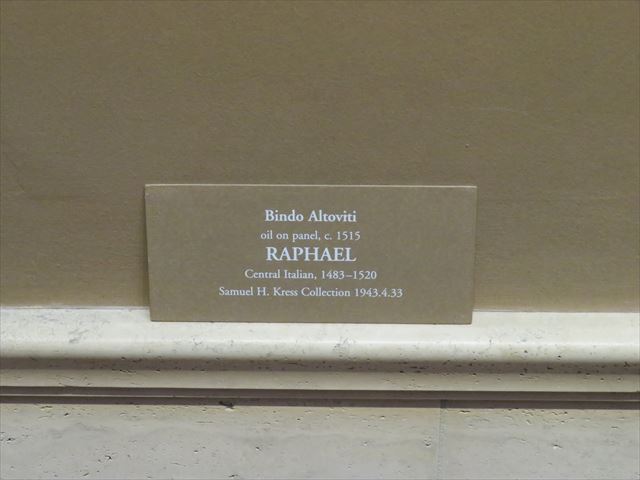 Bindo Altoviti
oil on panel, c. 1515
RAPHAEL
Central Italian, 1483–1520
Samuel H. Kress Collection 1943.4.33